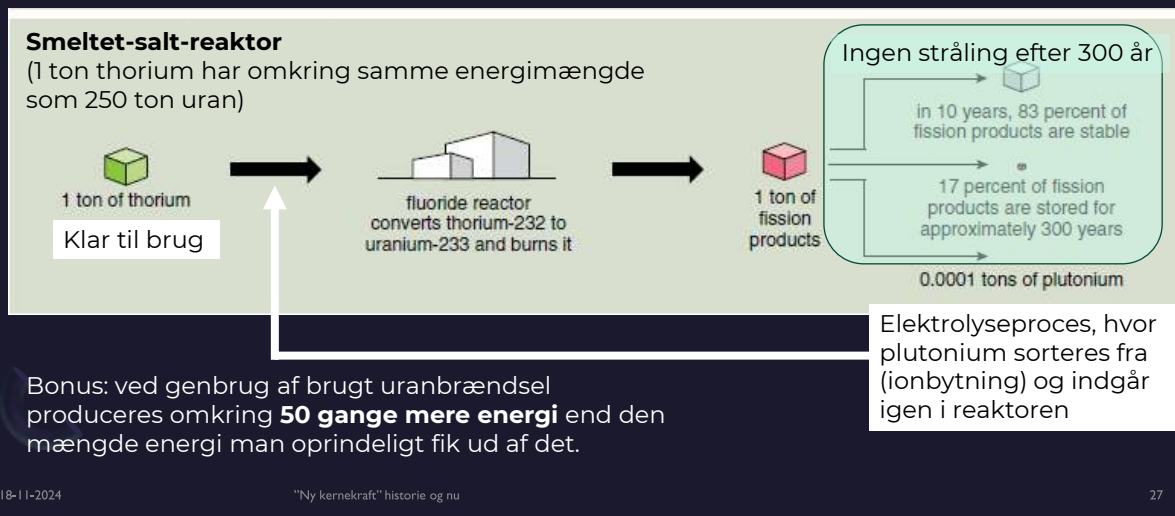 Smeltet-salt-reaktor
(1 ton thorium har omkring samme energimængde
som 250 ton uran)
1 ton of thorium
Klar til brug
fluoride reactor
converts thorium-232 to
uranium-233 and burns it
1 ton of
fission
products
Ingen stråling efter 300 år
in 10 years, 83 percent of
fission products are stable
17 percent of fission
products are stored for
approximately 300 years
0.0001 tons of plutonium
Elektrolyseproces, hvor
plutonium sorteres fra
(ionbytning) og indgår
igen i reaktoren
Bonus: ved genbrug af brugt uranbrændsel
produceres omkring 50 gange mere energi end den
mængde energi man oprindeligt fik ud af det.
18-11-2024
"Ny kernekraft" historie og nu
27